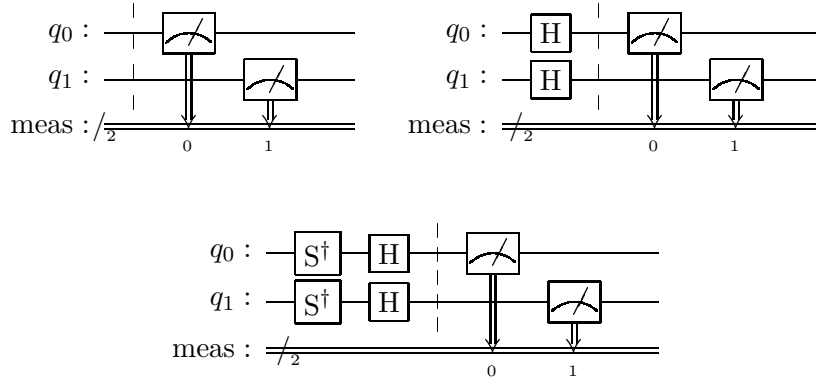 q₀ :
q₁ :
meas : 2
0 1
q₀ : H
q₁ : H
meas : 2
0 1
q₀ : S† H
q₁ : S† H
meas : 2
0 1